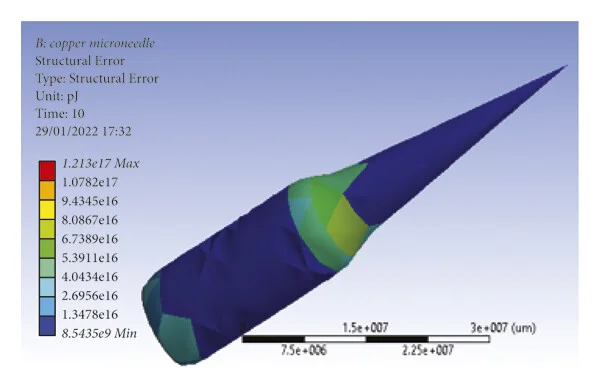 B: copper microneedle
Structural Error
Type: Structural Error
Unit: pJ
Time: 10
29/01/2022 17:32
1.213e17 Max
1.0782e17
9.4345e16
8.0867e16
6.7389e16
5.3911e16
4.0434e16
2.6956e16
1.3478e16
8.5435e9 Min
1.5e+007 3e+007 (um)
7.5e+006 2.25e+007